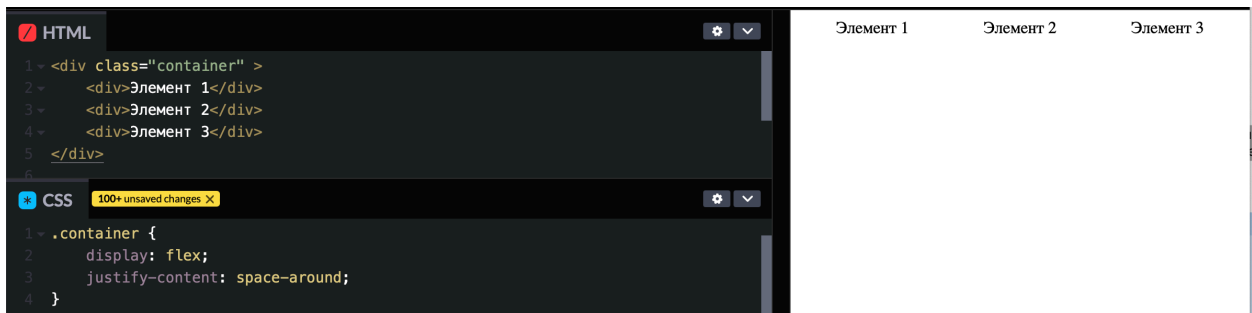 HTML
Элемент 1 Элемент 2 Элемент 3
1 <div class="container" >
2 <div>Элемент 1</div>
3 <div>Элемент 2</div>
4 <div>Элемент 3</div>
5 </div>
6
* CSS 100+ unsaved changes X
1 .container {
2 display: flex;
3 justify-content: space-around;
4 }